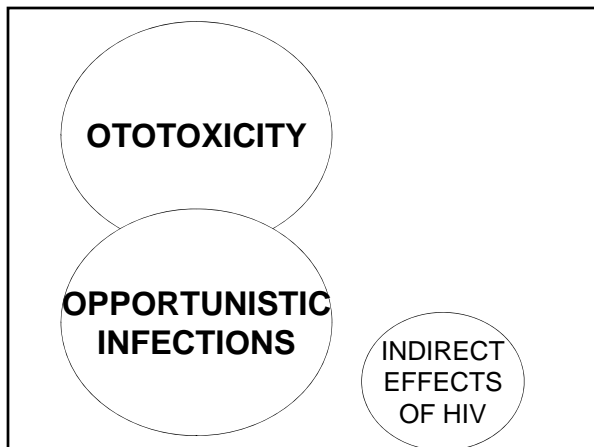 OTOTOXICITY
OPPORTUNISTIC
INFECTIONS
INDIRECT
EFFECTS
OF HIV